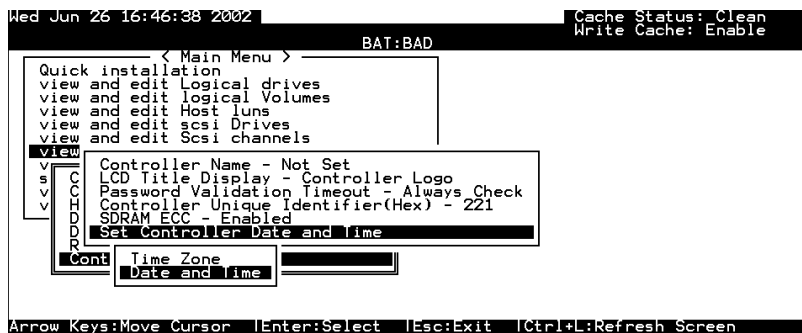 Wed Jun 26 16:46:38 2002
Cache Status: Clean
Write Cache: Enable
BAT:BAD
< Main Menu >
Quick installation
view and edit Logical drives
view and edit logical Volumes
view and edit Host luns
view and edit scsi Drives
view and edit Scsi channels
view
v
s
v
v
C
C
H
D
D
R
Cont
Controller Name - Not Set
LCD Title Display - Controller Logo
Password Validation Timeout - Always Check
Controller Unique Identifier(Hex) - 221
SDRAM ECC - Enabled
Set Controller Date and Time
Time Zone
Date and Time
Arrow Keys:Move Cursor |Enter:Select |Esc:Exit |Ctrl+L:Refresh Screen